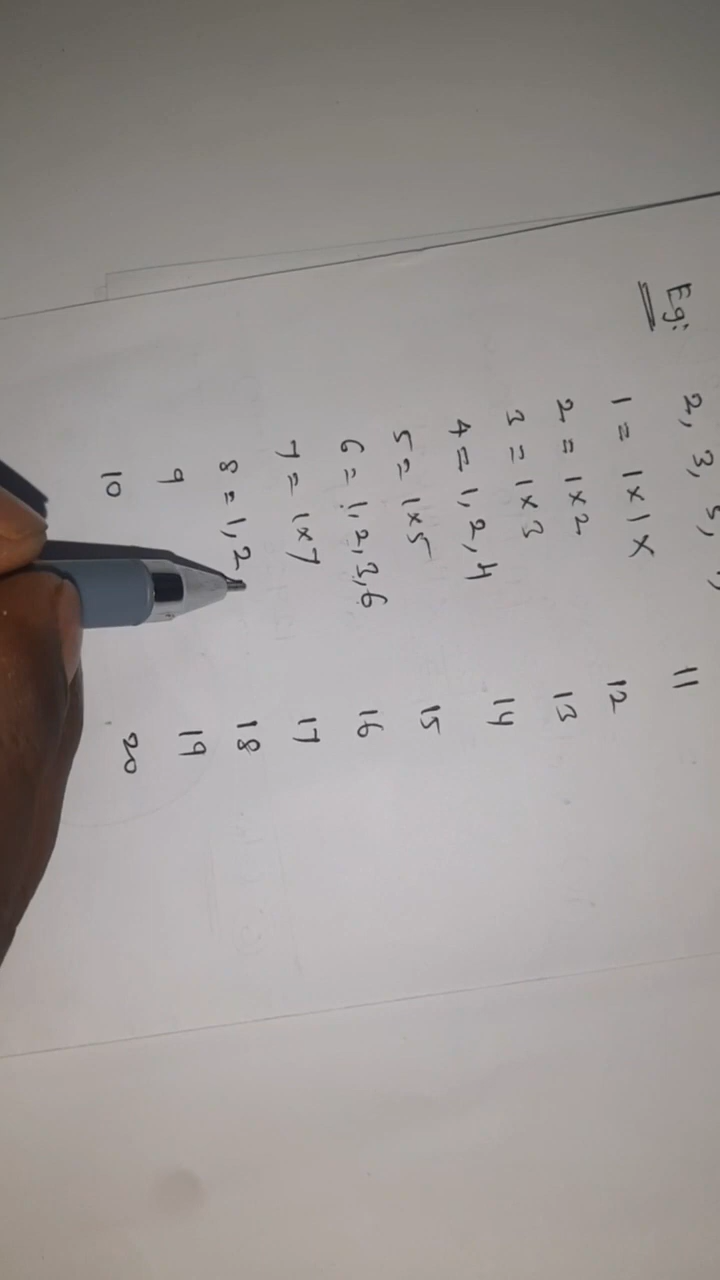 Eg: 2, 3, 5,
1 = 1 x 1 x 11
2 = 1 x 2 12
3 = 1 x 3 13
4 = 1, 2, 4 14
5 = 1 x 5 15
6 = 1, 2, 3, 6 16
7 = 1 x 7 17
8 = 1, 2 18
9 19
10 20